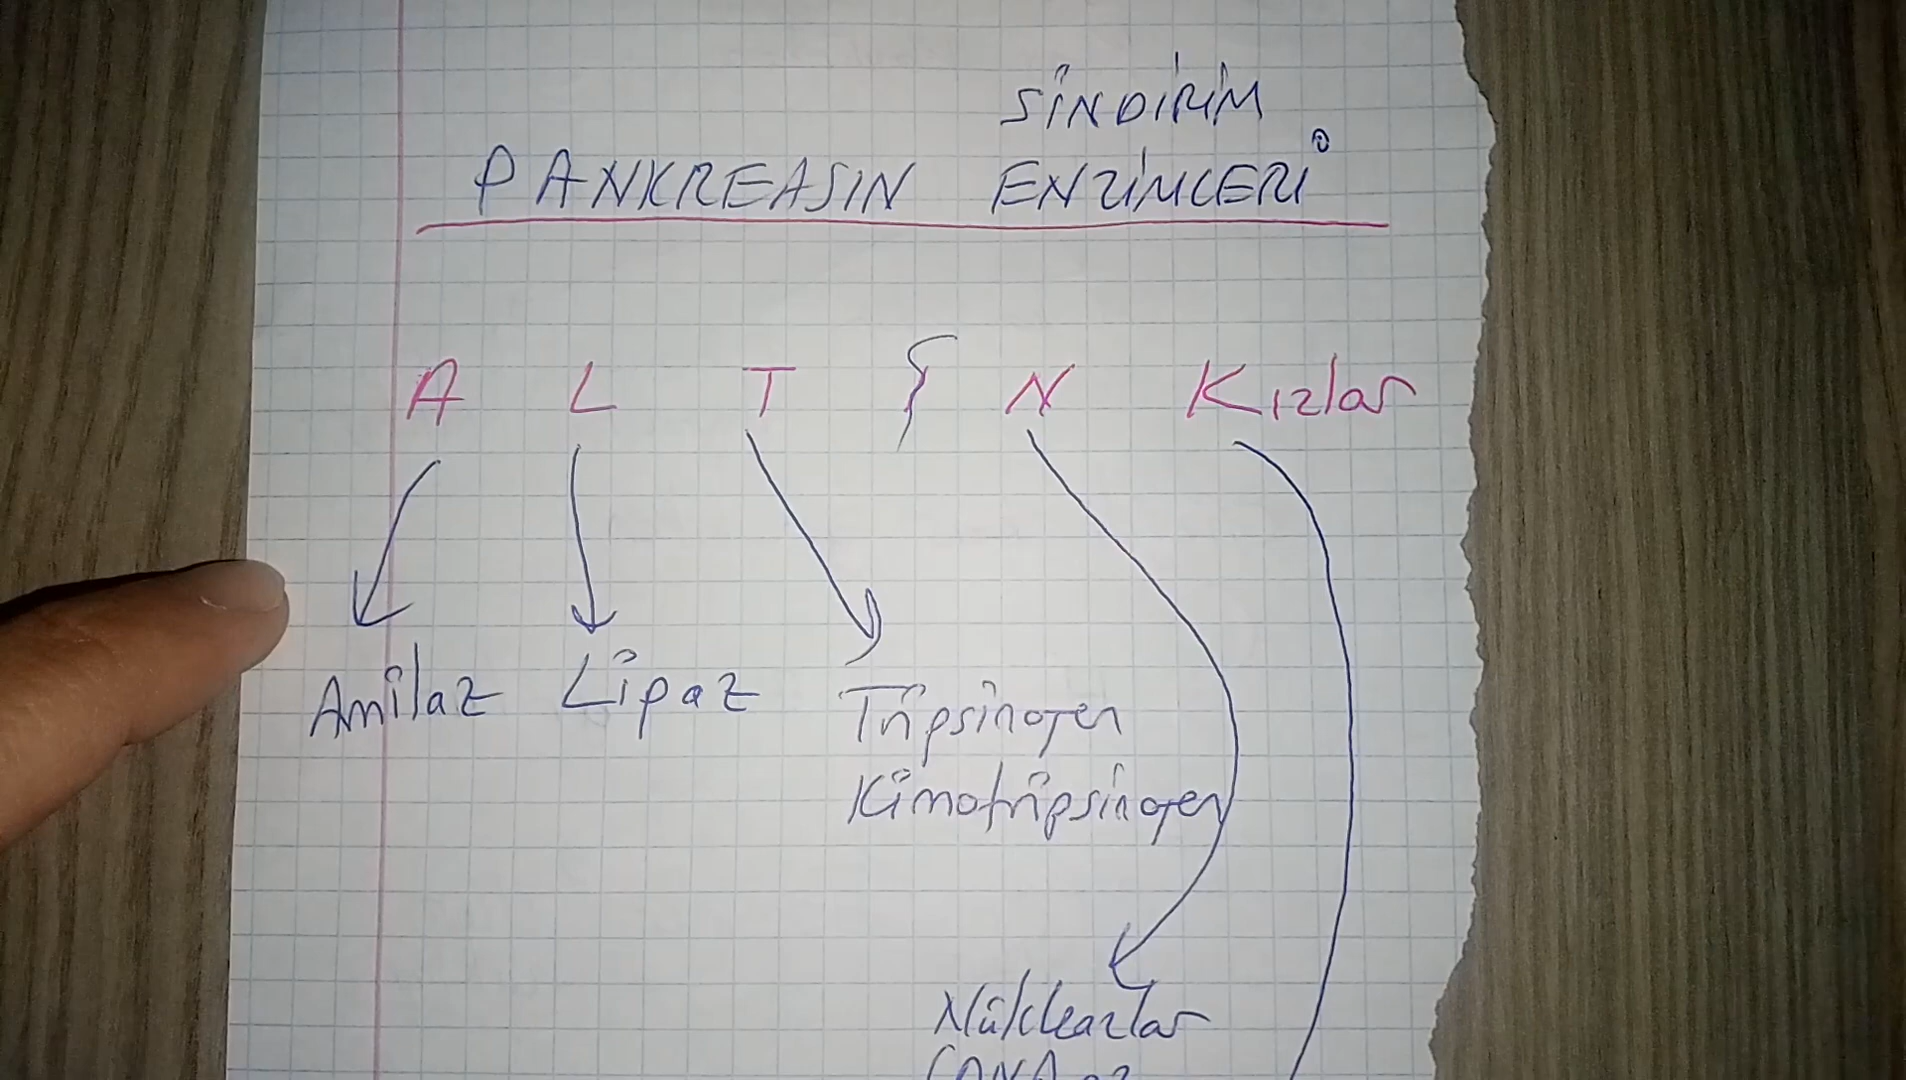 SİNDİRİM
PANKREASIN ENZİMLERİ
A L T N Kızlar
Amilaz Lipaz Tripsinojen
Kimotripsinojen
Nükleazlar